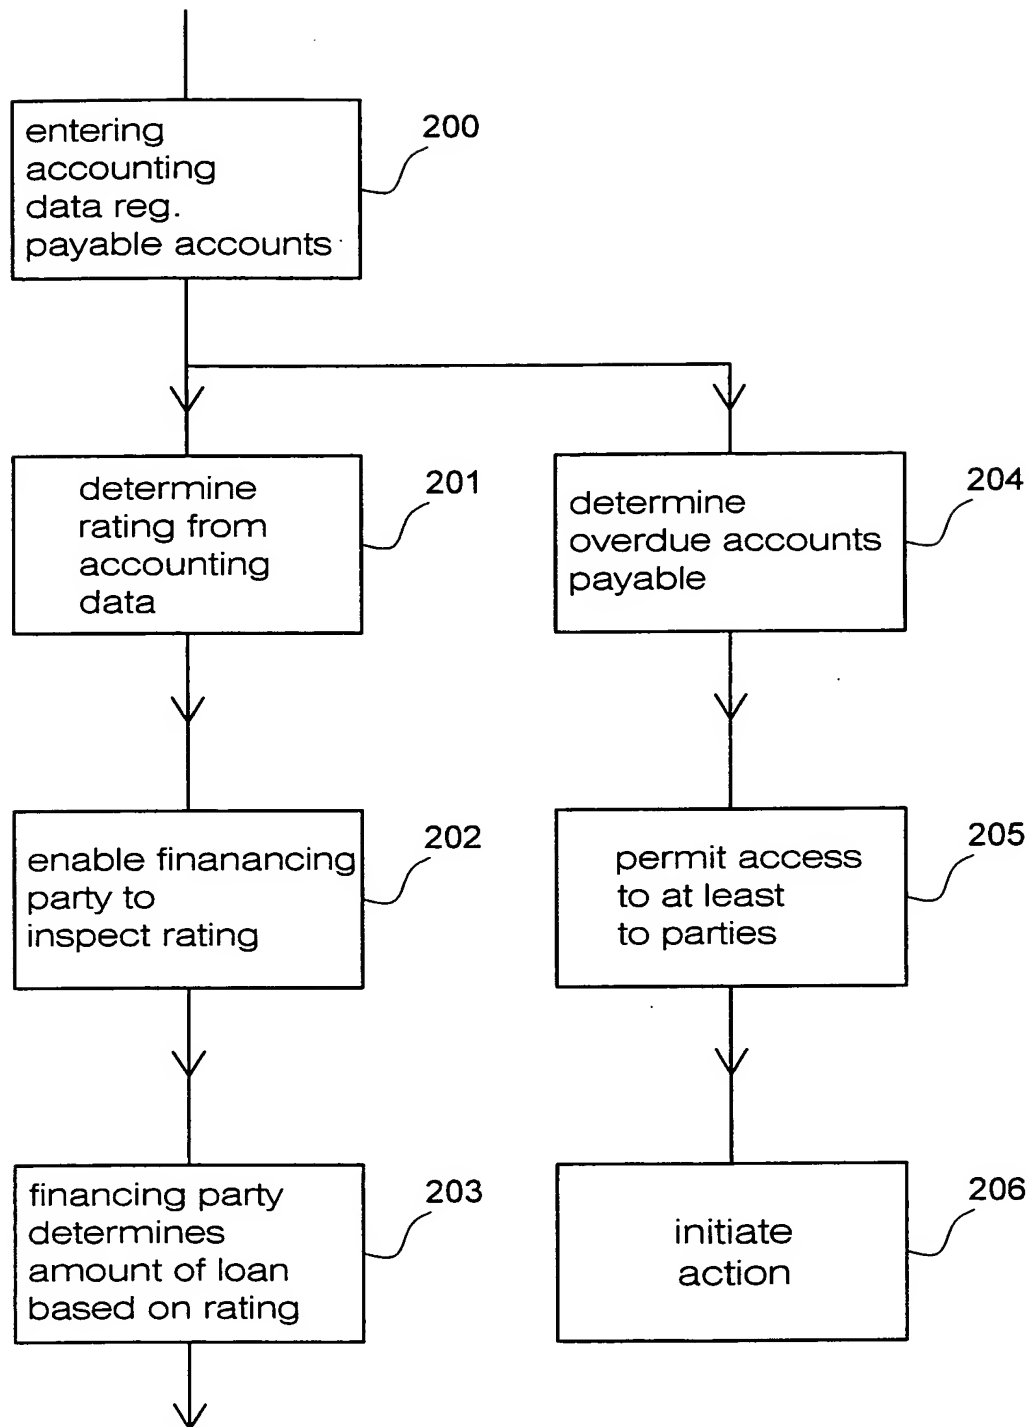 entering
accounting
data reg.
payable accounts
200
determine
rating from
accounting
data
201
determine
overdue accounts
payable
204
enable finanancing
party to
inspect rating
202
permit access
to at least
to parties
205
financing party
determines
amount of loan
based on rating
203
initiate
action
206